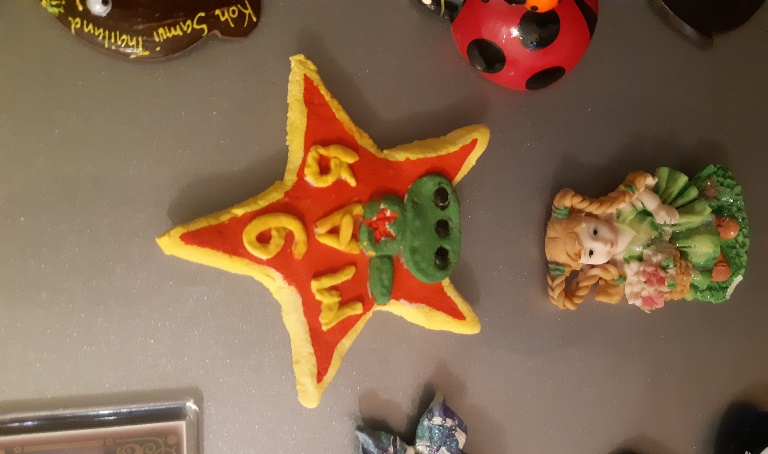 Koh Samui Thailand
9
МАЯ